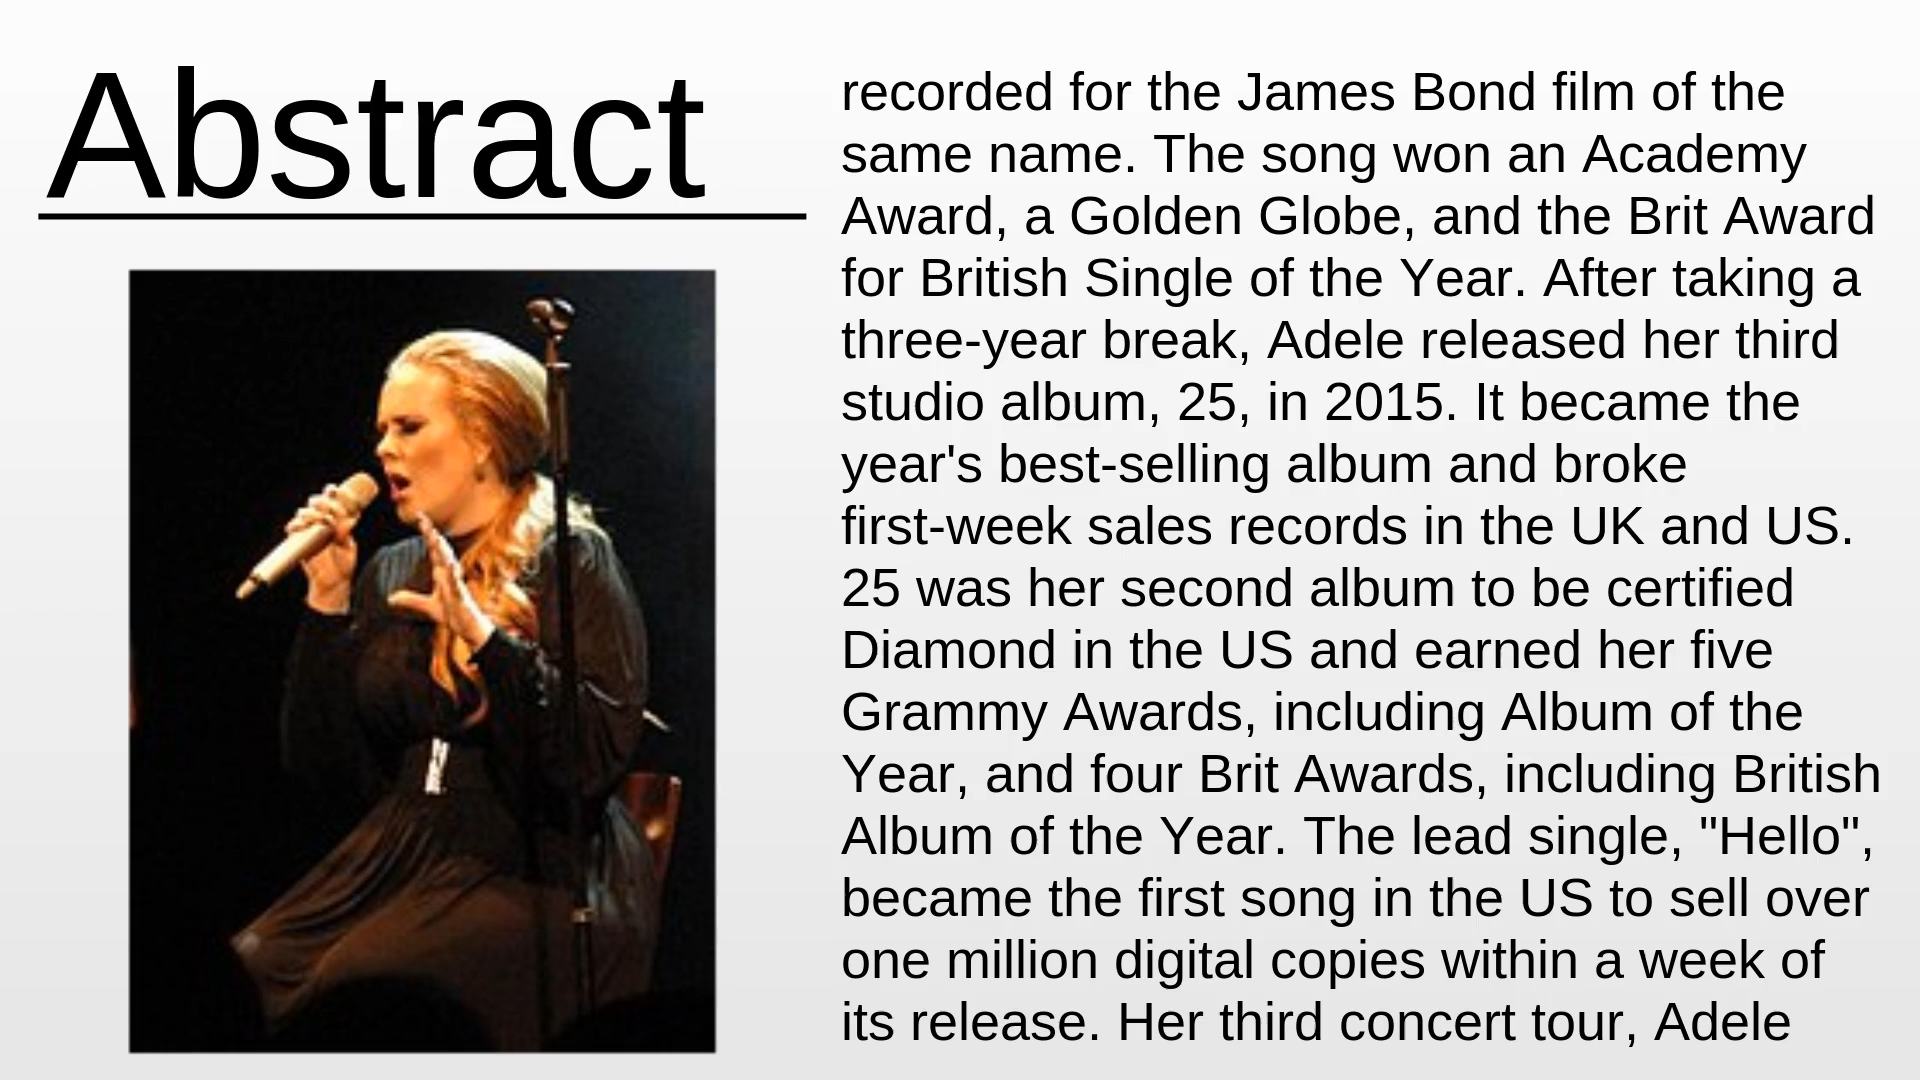 Abstract
recorded for the James Bond film of the
same name. The song won an Academy
Award, a Golden Globe, and the Brit Award
for British Single of the Year. After taking a
three-year break, Adele released her third
studio album, 25, in 2015. It became the
year's best-selling album and broke
first-week sales records in the UK and US.
25 was her second album to be certified
Diamond in the US and earned her five
Grammy Awards, including Album of the
Year, and four Brit Awards, including British
Album of the Year. The lead single, "Hello",
became the first song in the US to sell over
one million digital copies within a week of
its release. Her third concert tour, Adele